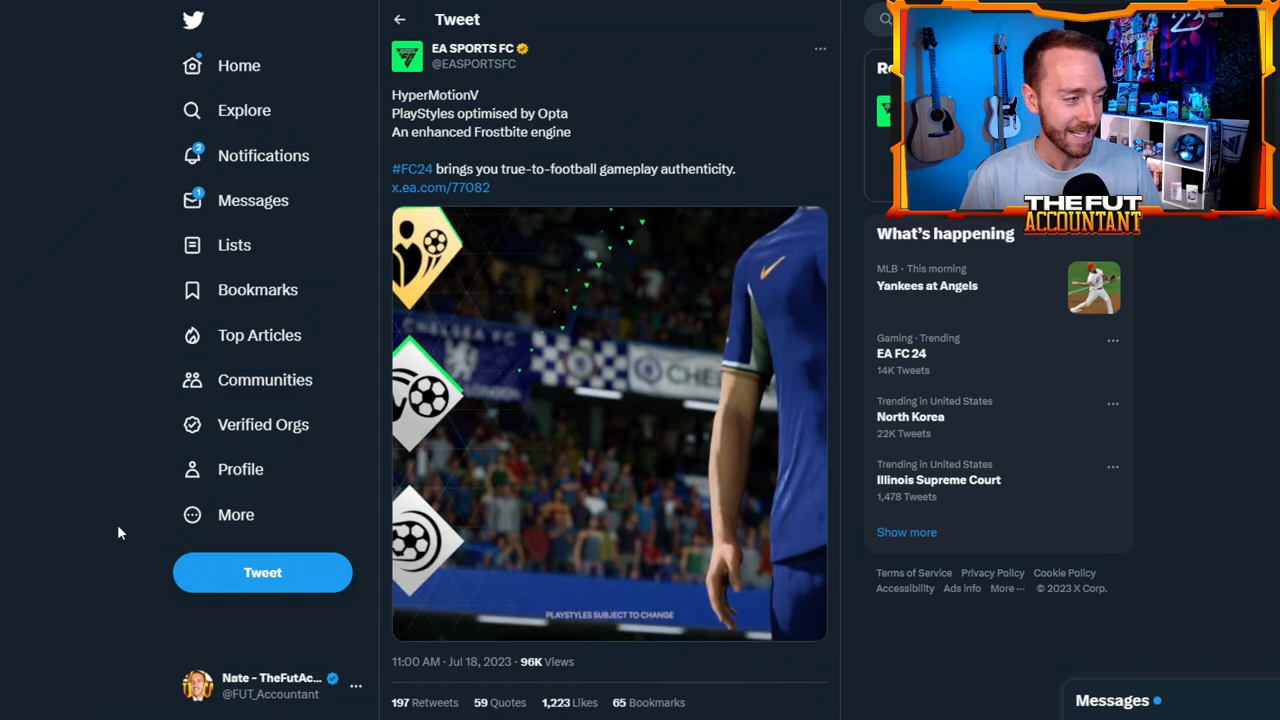 Home
Explore
2
Notifications
1
Messages
Lists
Bookmarks
Top Articles
Communities
Verified Orgs
Profile
More
Tweet
Nate - TheFutAc...
@FUT_Accountant
Tweet
EA SPORTS FC
@EASPORTSFC
HyperMotionV
PlayStyles optimised by Opta
An enhanced Frostbite engine
#FC24 brings you true-to-football gameplay authenticity.
x.ea.com/77082
CHELSEA FC
PLAYSTYLES SUBJECT TO CHANGE
11:00 AM · Jul 18, 2023 · 96K Views
197 Retweets 59 Quotes 1,223 Likes 65 Bookmarks
THE FUT
ACCOUNTANT
What's happening
MLB · This morning
Yankees at Angels
Gaming · Trending
EA FC 24
14K Tweets
Trending in United States
North Korea
22K Tweets
Trending in United States
Illinois Supreme Court
1,478 Tweets
Show more
Terms of Service Privacy Policy Cookie Policy
Accessibility Ads info More ··· © 2023 X Corp.
Messages